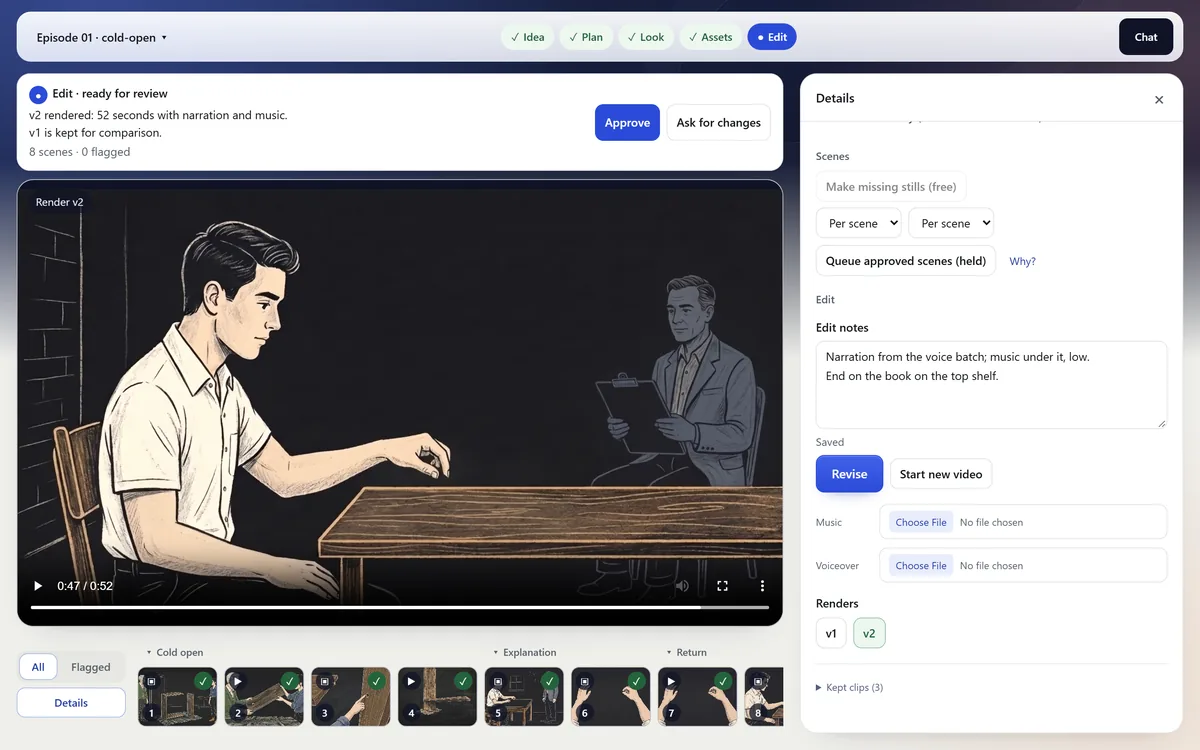 Episode 01 · cold-open
✓ Idea
✓ Plan
✓ Look
✓ Assets
Edit
Chat
Edit · ready for review
v2 rendered: 52 seconds with narration and music.
v1 is kept for comparison.
8 scenes · 0 flagged
Approve
Ask for changes
Render v2
0:47 / 0:52
All
Flagged
Details
Cold open
Explanation
Return
1
2
3
4
5
6
7
8
Details
Scenes
Make missing stills (free)
Per scene
Per scene
Queue approved scenes (held)
Why?
Edit
Edit notes
Narration from the voice batch; music under it, low.
End on the book on the top shelf.
Saved
Revise
Start new video
Music
Choose File
No file chosen
Voiceover
Choose File
No file chosen
Renders
v1
v2
Kept clips (3)